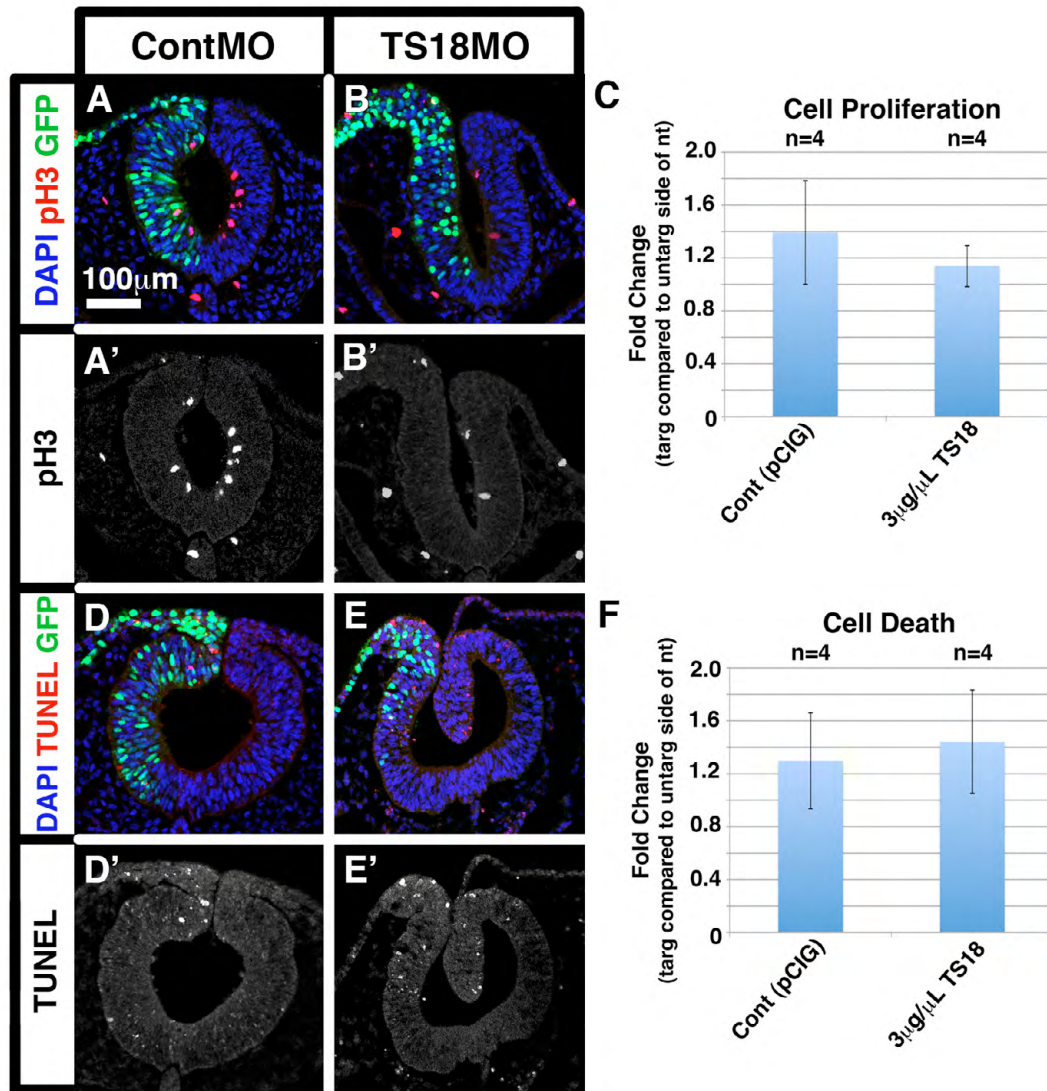 ContMO
TS18MO
DAPI pH3 GFP
A
100μm
B
pH3
A'
B'
DAPI TUNEL GFP
D
E
TUNEL
D'
E'
C
Cell Proliferation
n=4
n=4
Fold Change
(targ compared to untarg side of nt)
2.0
1.6
1.2
0.8
0.4
0
Cont (pCIG)
3μg/μL TS18
F
Cell Death
n=4
n=4
Fold Change
(targ compared to untarg side of nt)
2.0
1.6
1.2
0.8
0.4
0
Cont (pCIG)
3μg/μL TS18